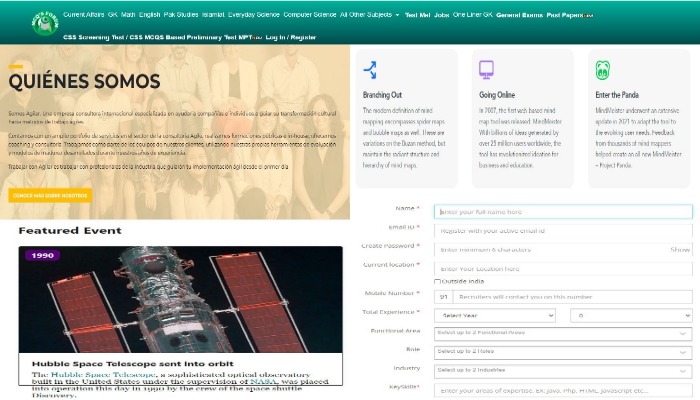 Current Affairs GK Math English Pak Studies Islamiat Everyday Science Computer Science All Other Subjects Test Mei Jobs One Liner GK General Exams Past Papers
CSS Screening Test / CSS MCQS Based Preliminary Test MPT Log In / Register
QUIÉNES SOMOS
Somos Agilar, una empresa consultora internacional especializada en ayudar a compañías e individuos a guiar su transformación cultural
hacia métodos de trabajo ágiles.
Contamos con un amplio portfolio de servicios en el sector de la consultoría Agile, realizamos formaciones públicas e in-house, ofrecemos
coaching y consultoría. Trabajamos como parte de los equipos de nuestros clientes, utilizando nuestras propias herramientas de evaluación
y modelos de madurez desarrollados durante nuestros años de experiencia.
Trabajar con Agilar es trabajar con profesionales de la industria que guiarán tu implementación ágil desde el primer día
CONOCE MÁS SOBRE NOSOTROS
Branching Out
The modern definition of mind
mapping encompasses spider maps
and bubble maps as well. These are
variations on the Buzan method, but
maintain the radiant structure and
hierarchy of mind maps.
Going Online
In 2007, the first web-based mind
map tool was released: MindMeister.
With billions of ideas generated by
over 25 million users worldwide, the
tool has revolutionized ideation for
business and education.
Enter the Panda
MindMeister underwent an extensive
update in 2021 to adapt the tool to
the evolving user needs. Feedback
from thousands of mind mappers
helped create an all new MindMeister
– Project Panda.
Featured Event
1990
Hubble Space Telescope sent into orbit
The Hubble Space Telescope, a sophisticated optical observatory
built in the United States under the supervision of NASA, was placed
into operation this day in 1990 by the crew of the space shuttle
Discovery.
Name * Enter your full name here
Email ID * Register with your active email id
Create Password * Enter minimum 6 characters Show
Current location * Enter Your Location here
Outside India
Mobile Number * 91 Recruiters will contact you on this number
Total Experience * Select Year 0
Functional Area Select up to 2 Functional Areas
Role Select up to 2 Roles
Industry Select up to 2 Industries
Keyskills * Enter your areas of expertise. EX: Java, Php, HTML, JavaScript etc...